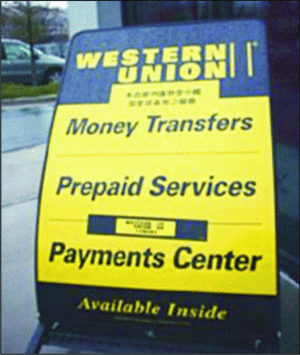 WESTERN
UNION
Money Transfers
Prepaid Services
Payments Center
Available Inside